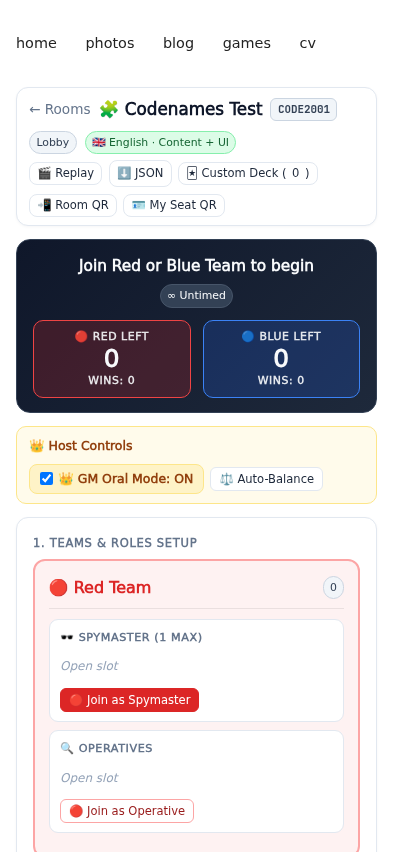 home photos blog games cv
← Rooms 🧩 Codenames Test CODE2001
Lobby 🇬🇧 English · Content + UI
🎬 Replay ⬇️ JSON 🃏 Custom Deck ( 0 )
📲 Room QR 🪪 My Seat QR
Join Red or Blue Team to begin
∞ Untimed
🔴 RED LEFT 🔵 BLUE LEFT
0 0
WINS: 0 WINS: 0
👑 Host Controls
👑 GM Oral Mode: ON ⚖️ Auto-Balance
1. TEAMS & ROLES SETUP
🔴 Red Team 0
🕶️ SPYMASTER (1 MAX)
Open slot
🔴 Join as Spymaster
🔍 OPERATIVES
Open slot
🔴 Join as Operative